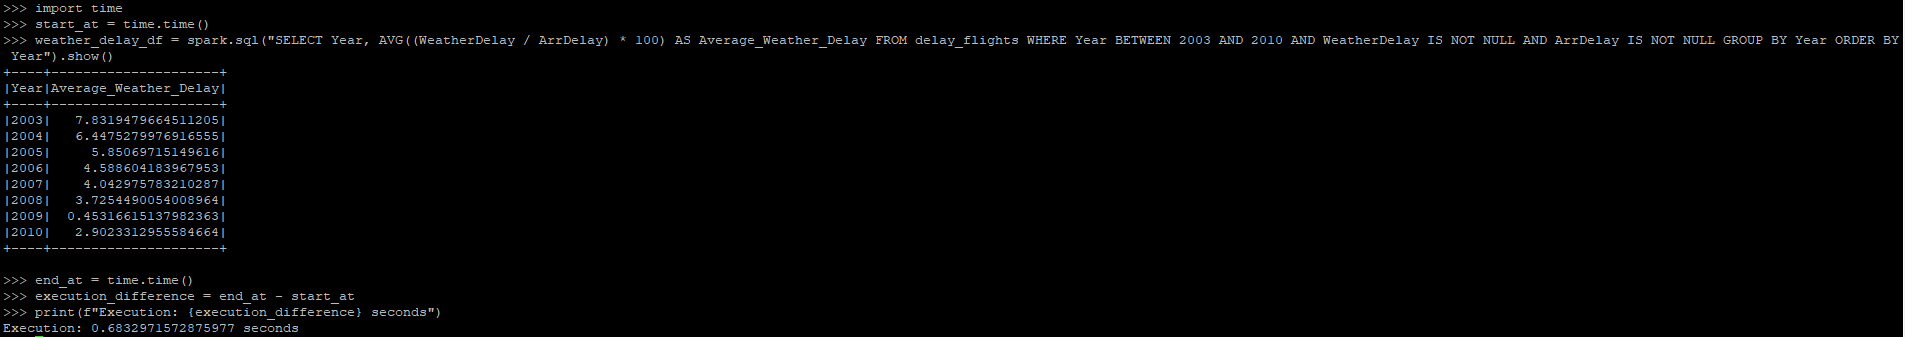 >>> import time
>>> start_at = time.time()
>>> weather_delay_df = spark.sql("SELECT Year, AVG((WeatherDelay / ArrDelay) * 100) AS Average_Weather_Delay FROM delay_flights WHERE Year BETWEEN 2003 AND 2010 AND WeatherDelay IS NOT NULL AND ArrDelay IS NOT NULL GROUP BY Year ORDER BY
 Year").show()
+----+---------------------+
|Year|Average_Weather_Delay|
+----+---------------------+
|2003|   7.8319479664511205|
|2004|   6.4475279976916555|
|2005|     5.85069715149616|
|2006|    4.588604183967953|
|2007|    4.042975783210287|
|2008|   3.7254490054008964|
|2009|  0.45316615137982363|
|2010|   2.9023312955584664|
+----+---------------------+
>>> end_at = time.time()
>>> execution_difference = end_at - start_at
>>> print(f"Execution: {execution_difference} seconds")
Execution: 0.6832971572875977 seconds